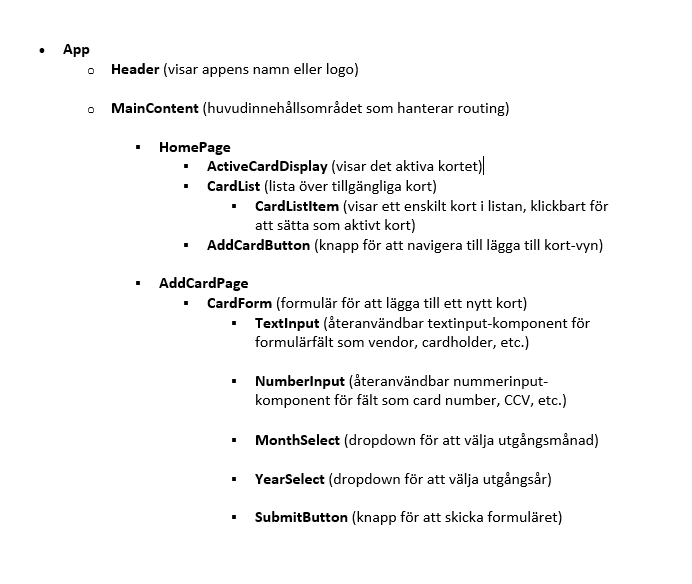 • App
o Header (visar appens namn eller logo)
o MainContent (huvudinnehållsområdet som hanterar routing)
▪ HomePage
▪ ActiveCardDisplay (visar det aktiva kortet)
▪ CardList (lista över tillgängliga kort)
▪ CardListItem (visar ett enskilt kort i listan, klickbart för
att sätta som aktivt kort)
▪ AddCardButton (knapp för att navigera till lägga till kort-vyn)
▪ AddCardPage
▪ CardForm (formulär för att lägga till ett nytt kort)
▪ TextInput (återanvändbar textinput-komponent för
formulärfält som vendor, cardholder, etc.)
▪ NumberInput (återanvändbar nummerinput-
komponent för fält som card number, CCV, etc.)
▪ MonthSelect (dropdown för att välja utgångsmånad)
▪ YearSelect (dropdown för att välja utgångsår)
▪ SubmitButton (knapp för att skicka formuläret)